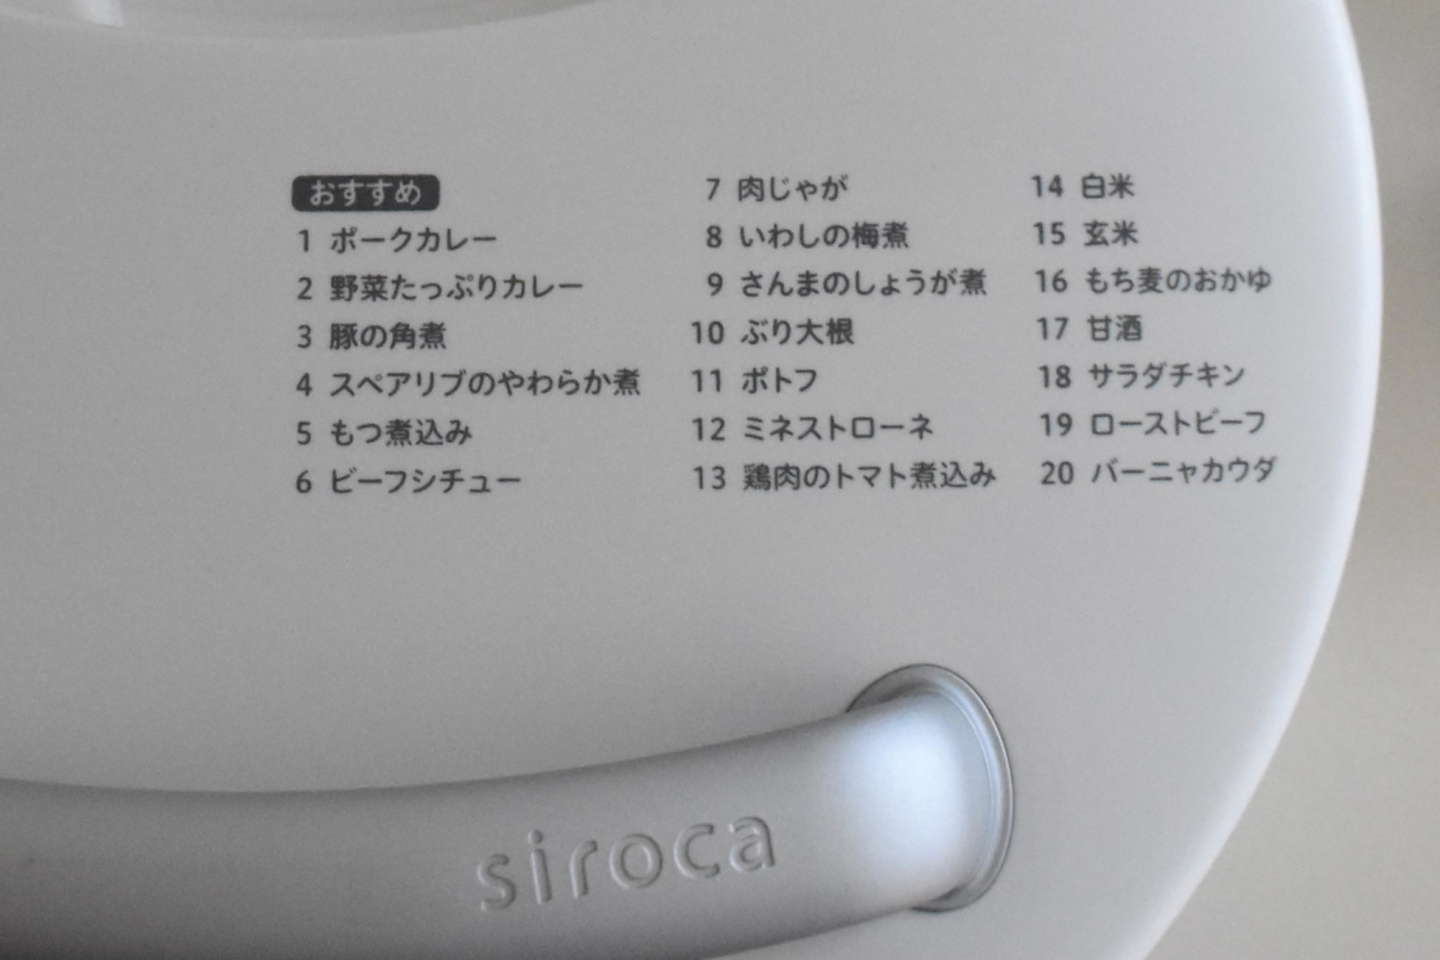 おすすめ
1 ポークカレー
2 野菜たっぷりカレー
3 豚の角煮
4 スペアリブのやわらか煮
5 もつ煮込み
6 ビーフシチュー
7 肉じゃが
8 いわしの梅煮
9 さんまのしょうが煮
10 ぶり大根
11 ポトフ
12 ミネストローネ
13 鶏肉のトマト煮込み
14 白米
15 玄米
16 もち麦のおかゆ
17 甘酒
18 サラダチキン
19 ローストビーフ
20 バーニャカウダ
siroca